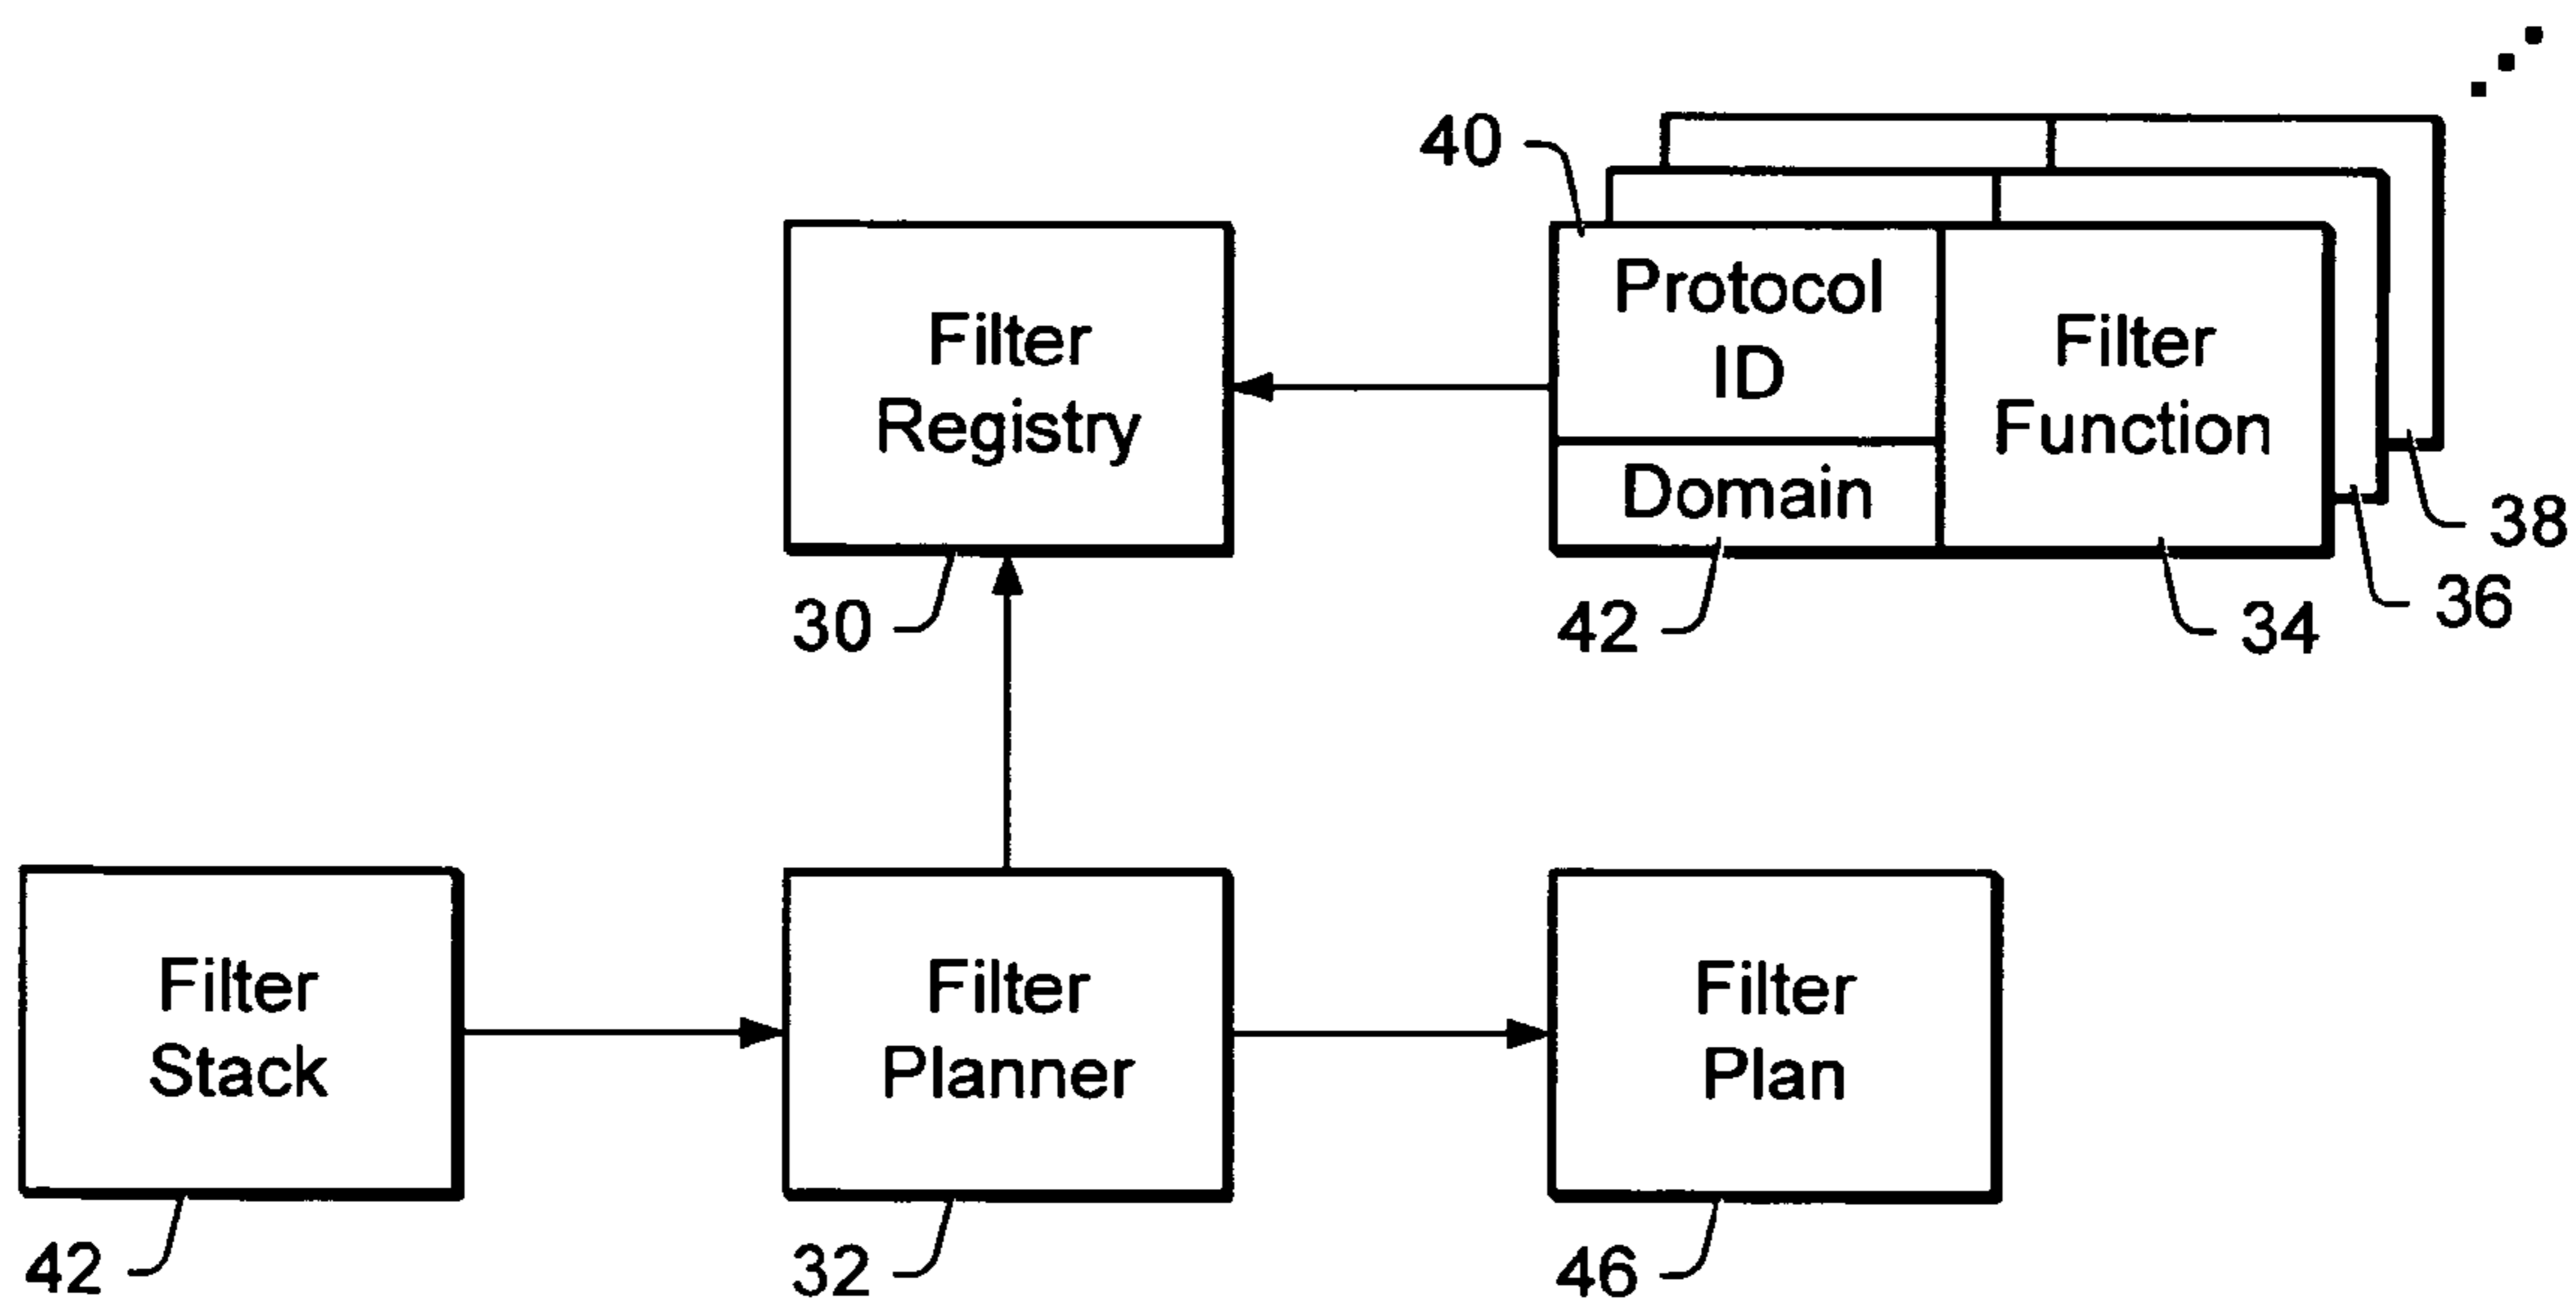 40
Protocol
ID
Filter
Function
Domain
Filter
Registry
38
36
34
42
30
Filter
Stack
Filter
Planner
Filter
Plan
42
32
46